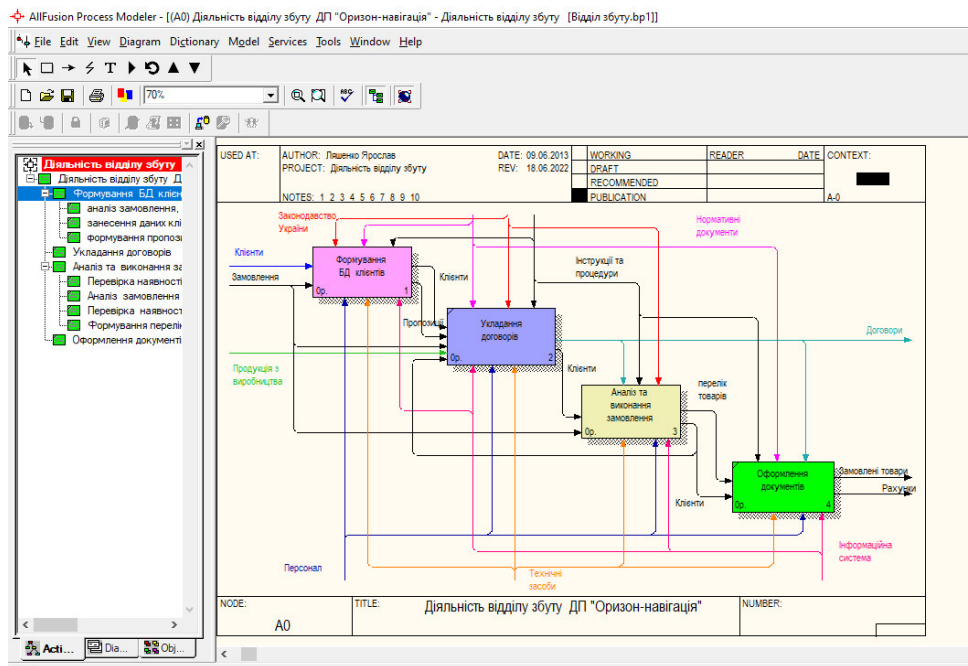 AllFusion Process Modeler - [(A0) Діяльність відділу збуту ДП "Оризон-навігація" - Діяльність збуту [Відділ збуту.bp1]]
File Edit View Diagram Dictionary Model Services Tools Window Help
70%
Діяльність відділу збуту
Діяльність відділу збуту Д
Формування БД клієн
аналіз замовлення,
занесення даних клі
формування пропози
Укладання договорів
Аналіз та виконання за
Перевірка наявності
Аналіз замовлення
Перевірка наявност
Формування перелік
Оформлення документі
Acti... Dia... Obj...
USED AT: AUTHOR: Ляшенко Ярослав DATE: 09.06.2013 WORKING READER DATE CONTEXT:
PROJECT: Діяльність відділу збуту REV: 18.06.2022 DRAFT
RECOMMENDED
NOTES: 1 2 3 4 5 6 7 8 9 10 PUBLICATION A-0
Законодавство
України
Нормативні
документи
Клієнти
Замовлення
Формування
БД клієнтів
0р. 1
Клієнти
Інструкції та
процедури
Пропозиції
Укладання
договорів
0р. 2
Договори
Продукція з
виробництва
Клієнти
Аналіз та
виконання
замовлення
0р. 3
перелік
товарів
Оформлення
документів
0р. 4
Замовлені товари
Рахунки
Клієнти
Персонал
Технічні
засоби
Інформаційна
система
NODE: TITLE: Діяльність відділу збуту ДП "Оризон-навігація" NUMBER:
A0